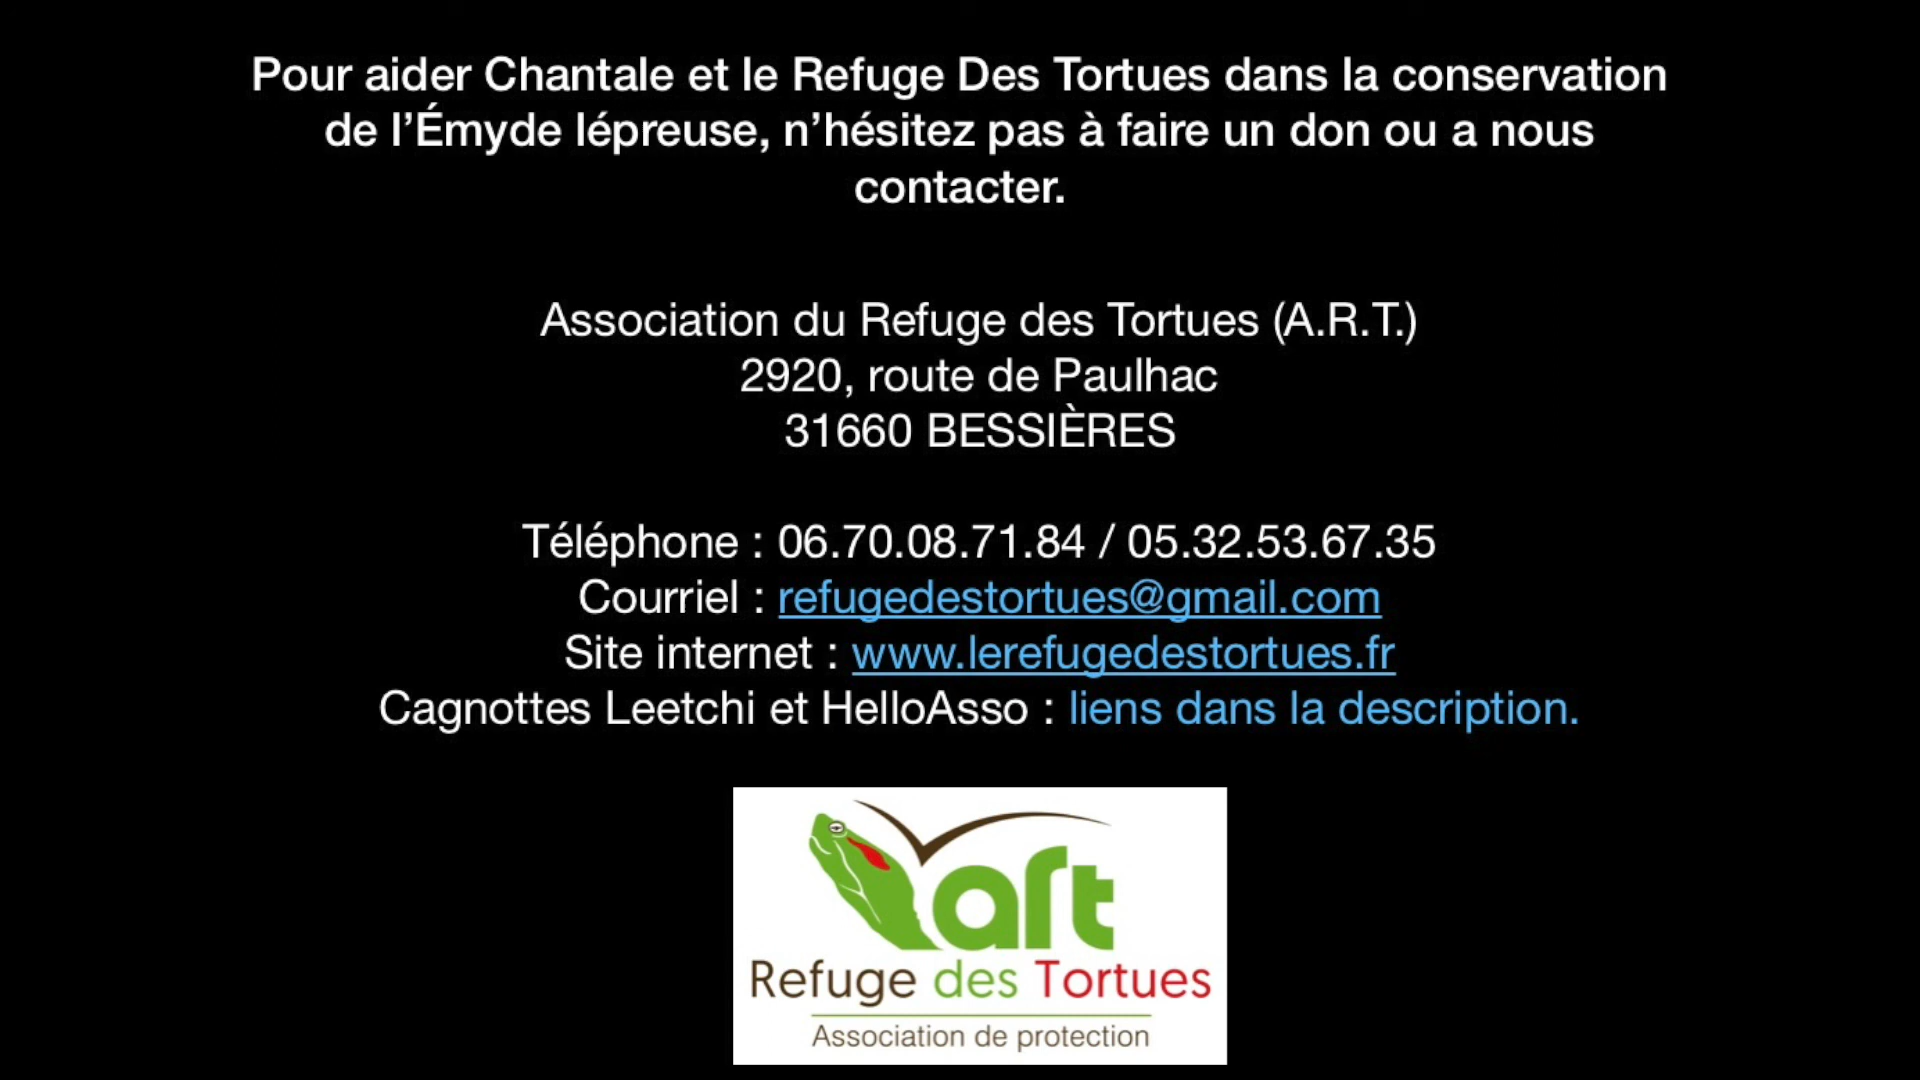 Pour aider Chantale et le Refuge Des Tortues dans la conservation
de l’Émyde lépreuse, n’hésitez pas à faire un don ou a nous
contacter.
Association du Refuge des Tortues (A.R.T.)
2920, route de Paulhac
31660 BESSIÈRES
Téléphone : 06.70.08.71.84 / 05.32.53.67.35
Courriel : refugedestortues@gmail.com
Site internet : www.lerefugedestortues.fr
Cagnottes Leetchi et HelloAsso : liens dans la description.
art
Refuge des Tortues
Association de protection